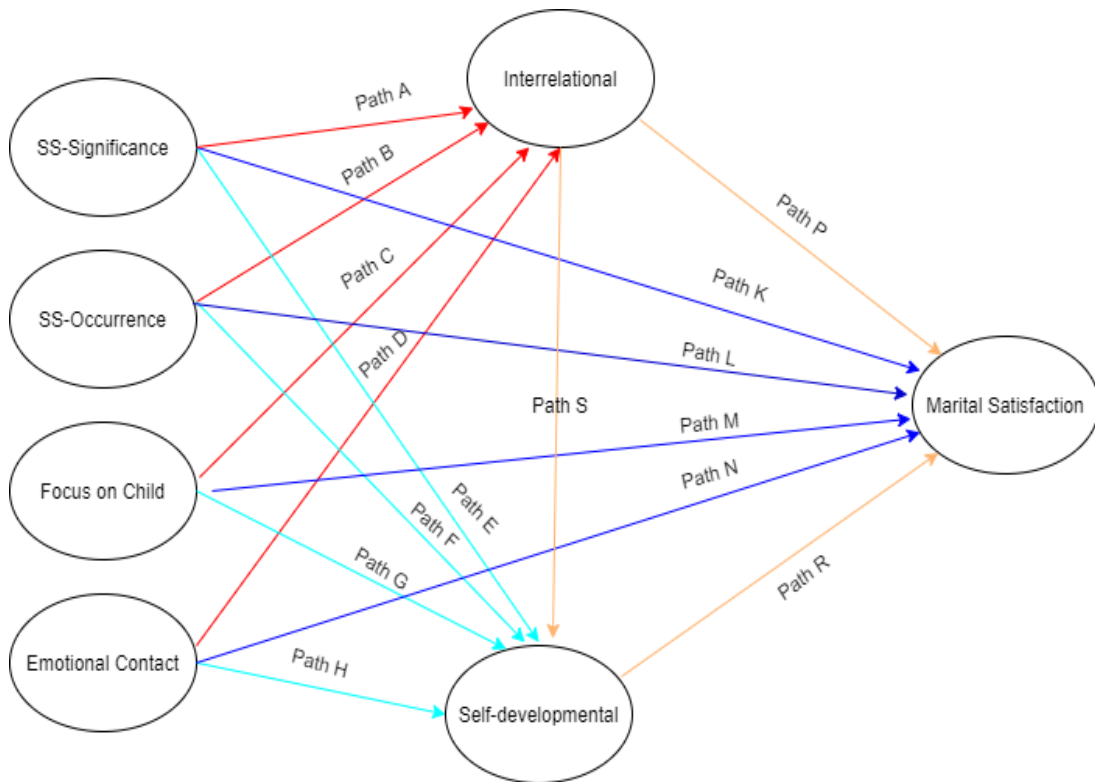 Interrelational
Path A
SS-Significance
Path B
Path P
Path C
Path K
SS-Occurrence
Path D
Path L
Path S
Marital Satisfaction
Path M
Path N
Focus on Child
Path E
Path F
Path G
Path R
Emotional Contact
Path H
Self-developmental